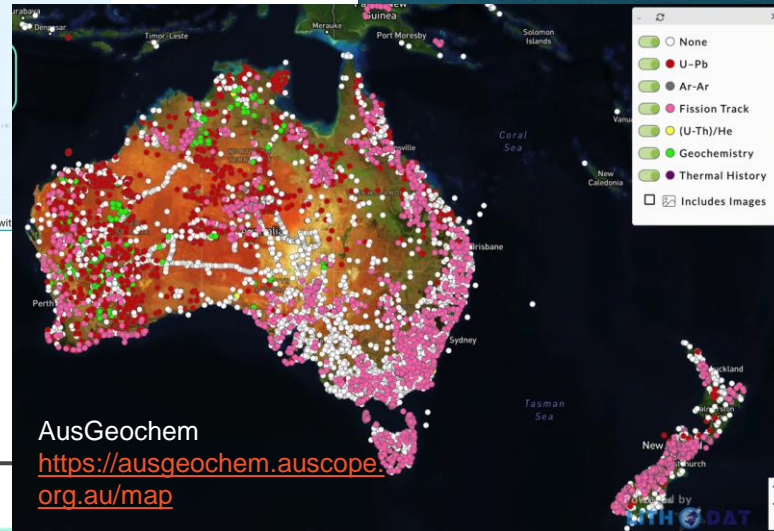 Denpasar
Timor-Leste
Merauke
Guinea
Port Moresby
Solomon
Islands
None
U-Pb
Ar-Ar
Fission Track
(U-Th)/He
Geochemistry
Thermal History
Includes Images
Coral
Sea
New
Caledonia
Brisbane
Perth
Sydney
Tasman
Sea
AusGeochem
https://ausgeochem.auscope.
org.au/map
New
Powered by
LITHODAT